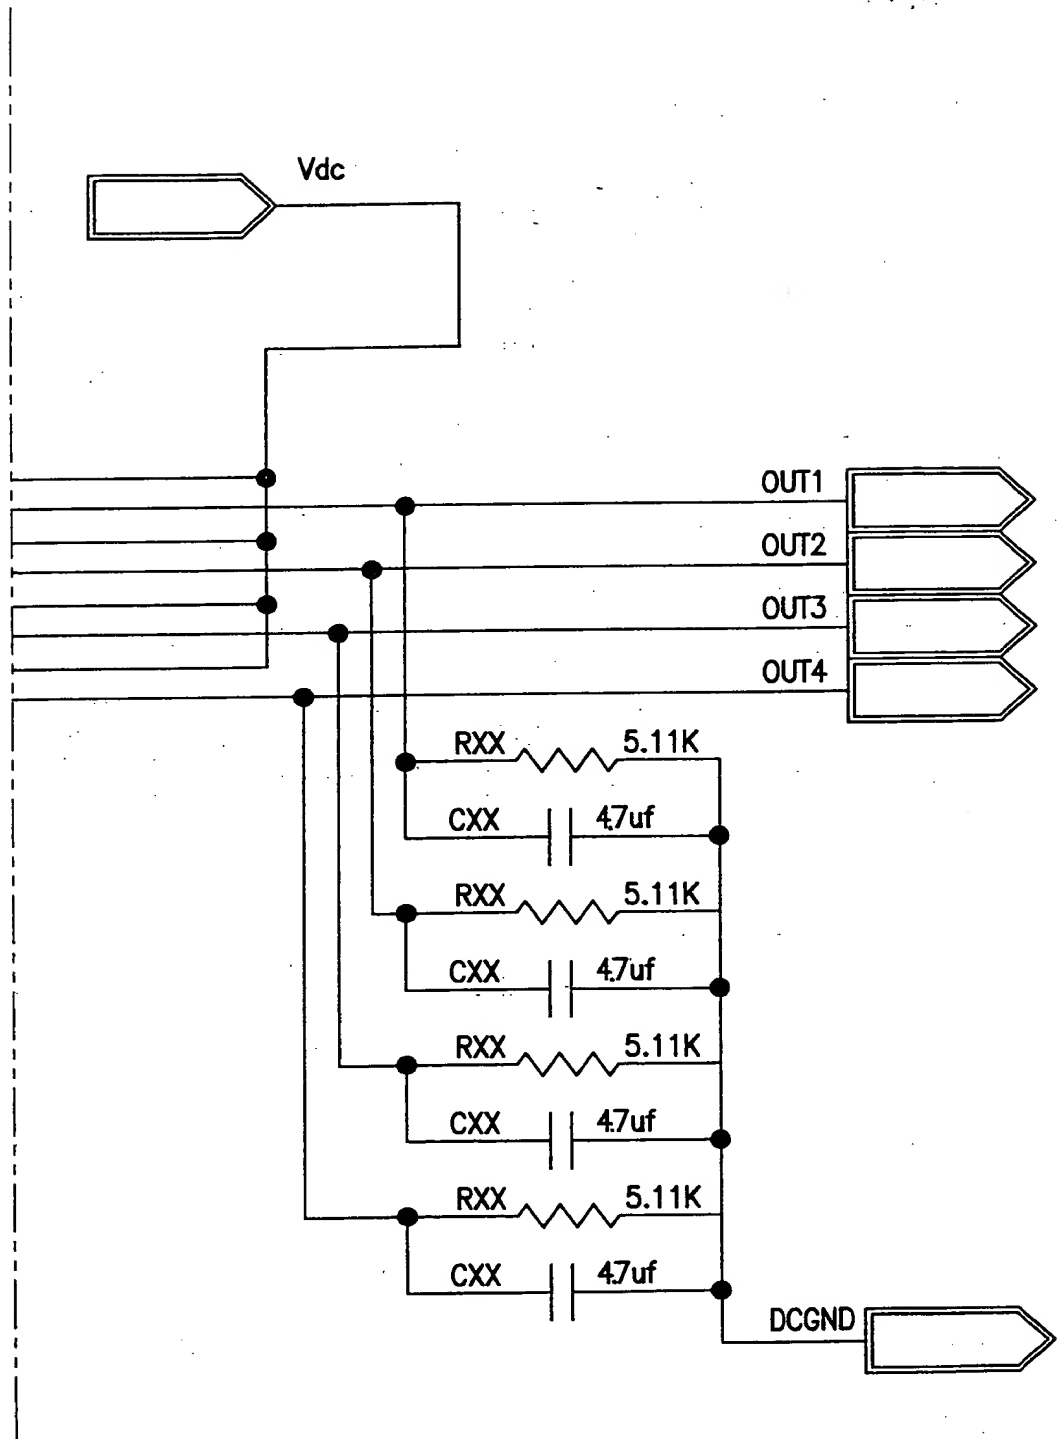 Vdc
OUT1
OUT2
OUT3
OUT4
RXX 5.11K
CXX 4.7uf
RXX 5.11K
CXX 4.7uf
RXX 5.11K
CXX 4.7uf
RXX 5.11K
CXX 4.7uf
DCGND